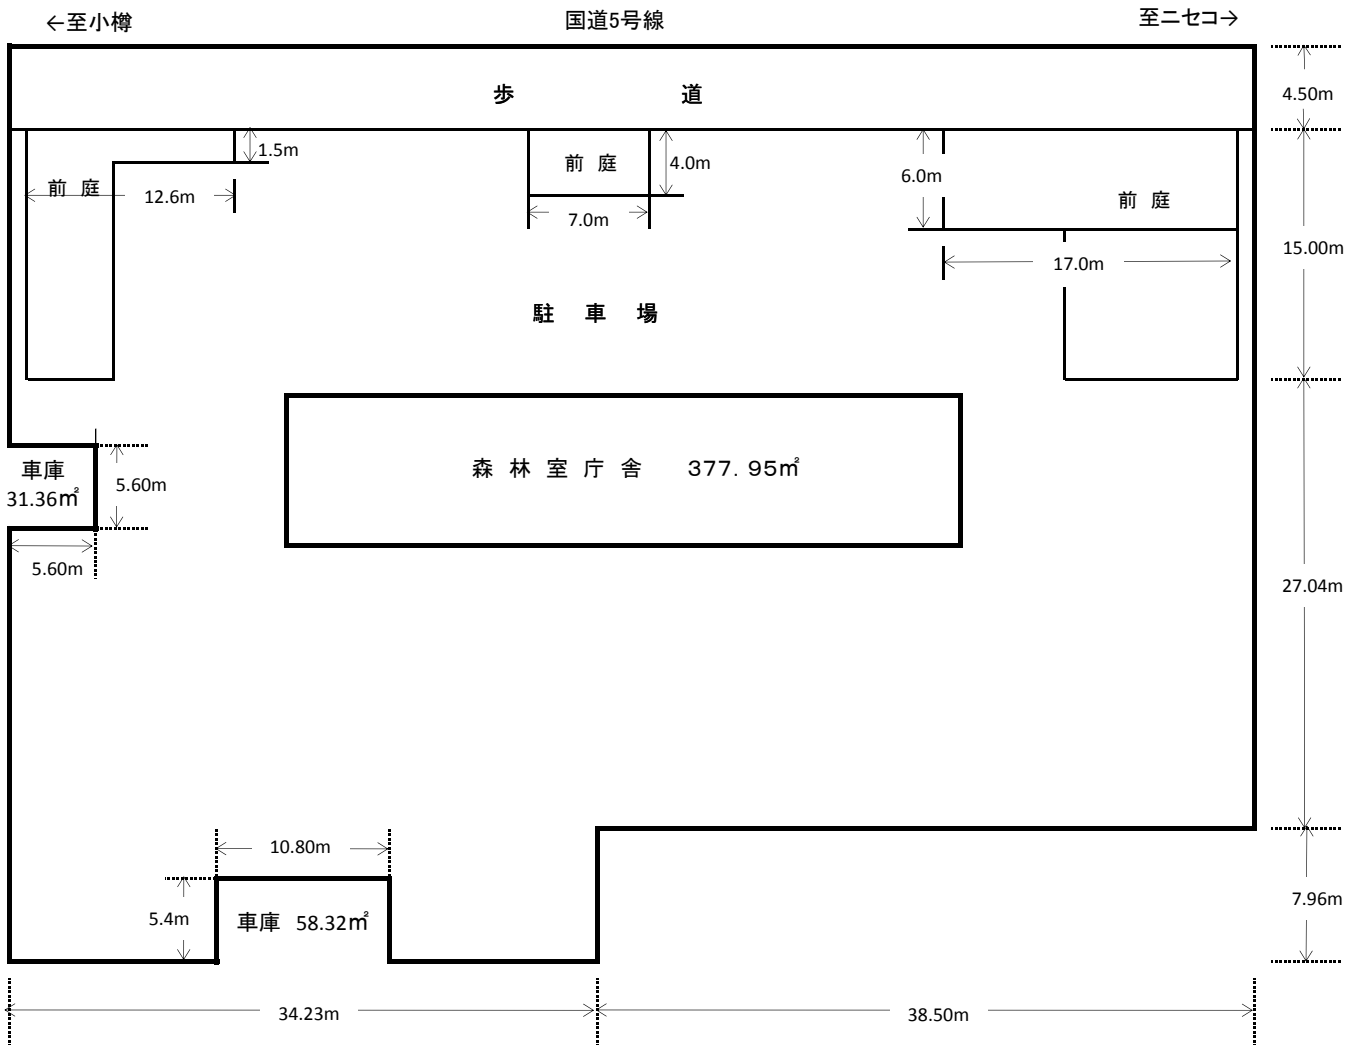 ←至小樽 国道5号線 至ニセコ→
歩 道
4.50m
1.5m
前 庭
4.0m
6.0m
前 庭
12.6m
前 庭
7.0m
15.00m
17.0m
駐 車 場
森 林 室 庁 舎 377.95㎡
車庫
31.36㎡
5.60m
5.60m
27.04m
10.80m
5.4m
車庫 58.32㎡
7.96m
34.23m
38.50m